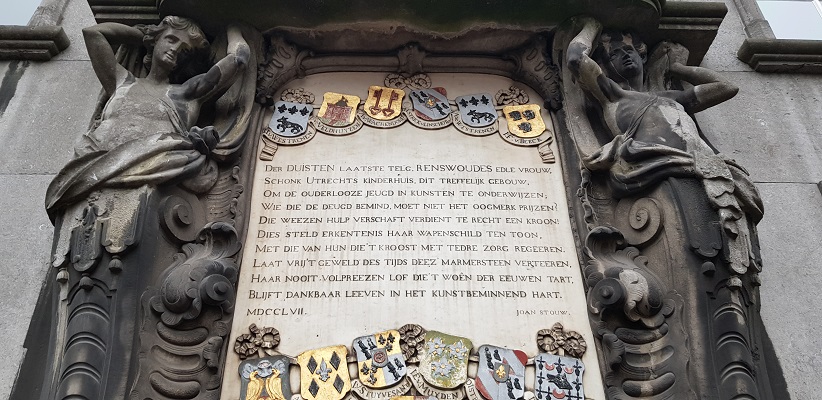 Der Duisten laatste telg, Renswoudes edle vrouw,
Schonk Utrechts kinderhuis, dit treffelijk gebouw,
Om de ouderlooze jeugd in kunsten te onderwijzen;
Wie die de deugd bemind, moet niet het oogmerk prijzen?
Die weezen hulp verschaft verdient te recht een kroon!
Dies steld erkentenis haar wapenschild ten toon,
Met die van hun die't kroost met tedre zorg regeeren.
Laat vrij't geweld des tijds deez' marmersteen verteeren,
Haar nooit volpreezen lof die't woên der eeuwen tart,
Blijft dankbaar leeven in het kunstbeminnend hart.
MDCCLVII.
Joan Stouw.